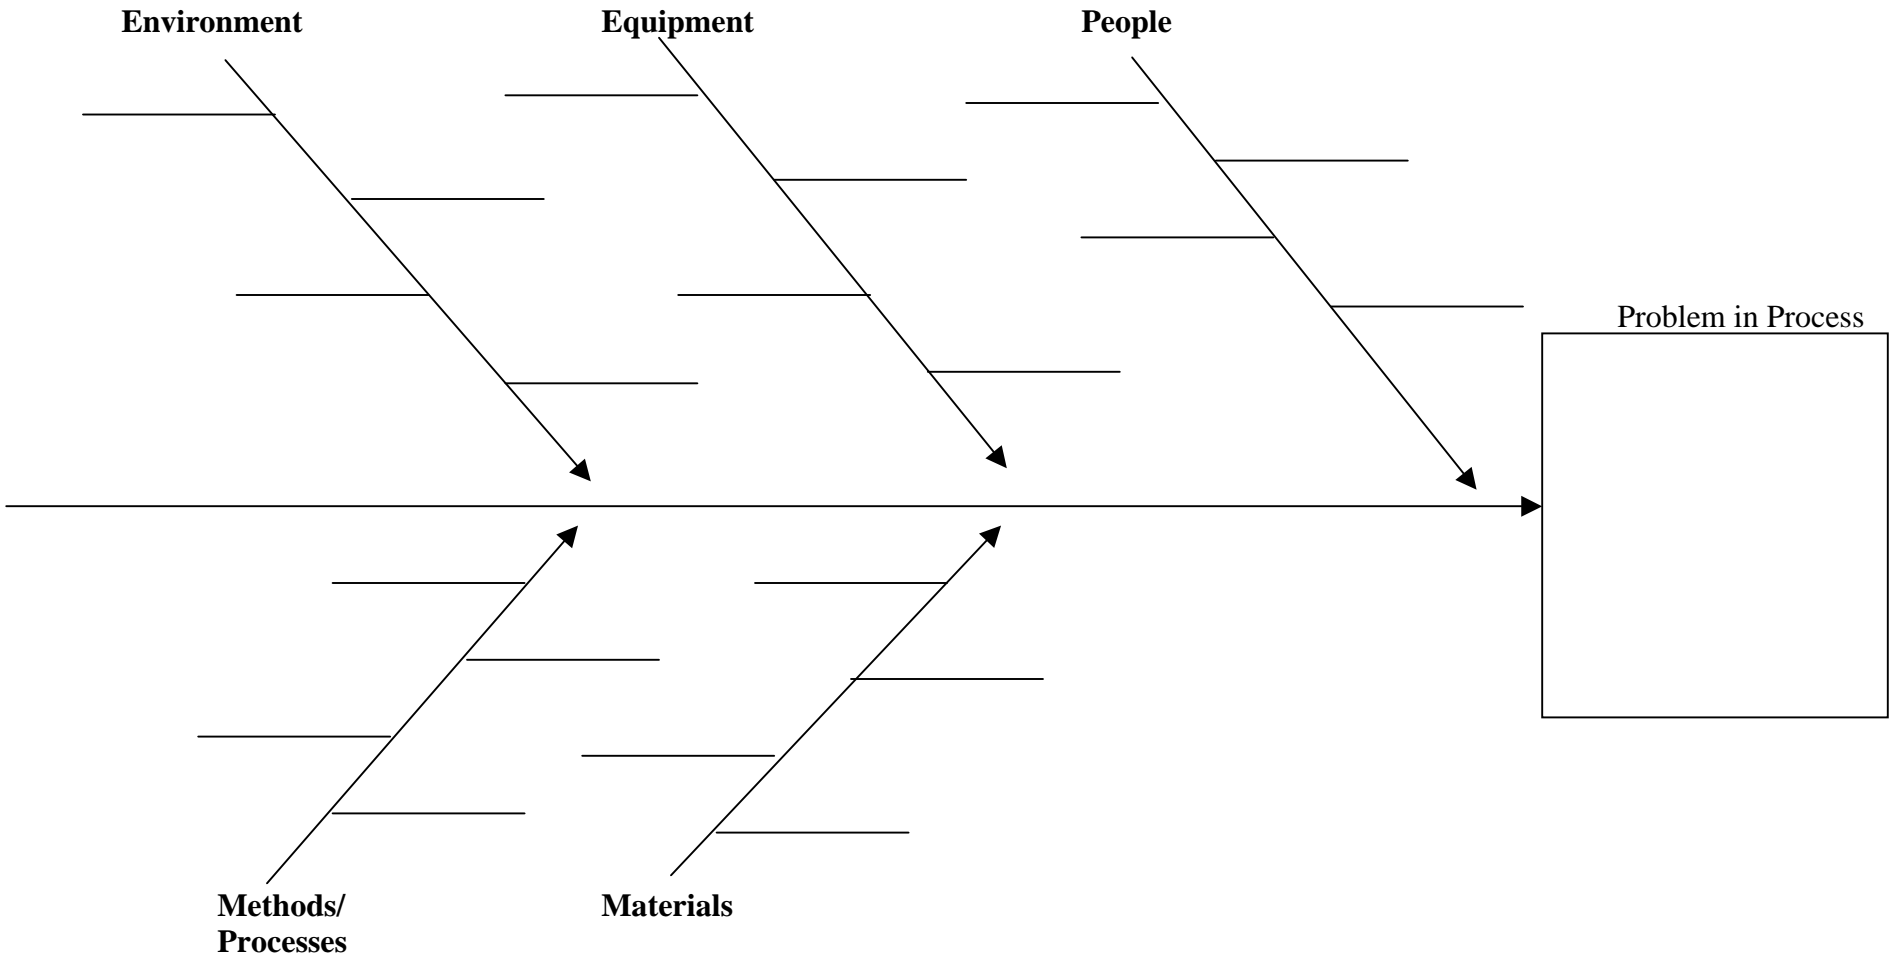 Environment
Equipment
People
Problem in Process
Methods/
Processes
Materials